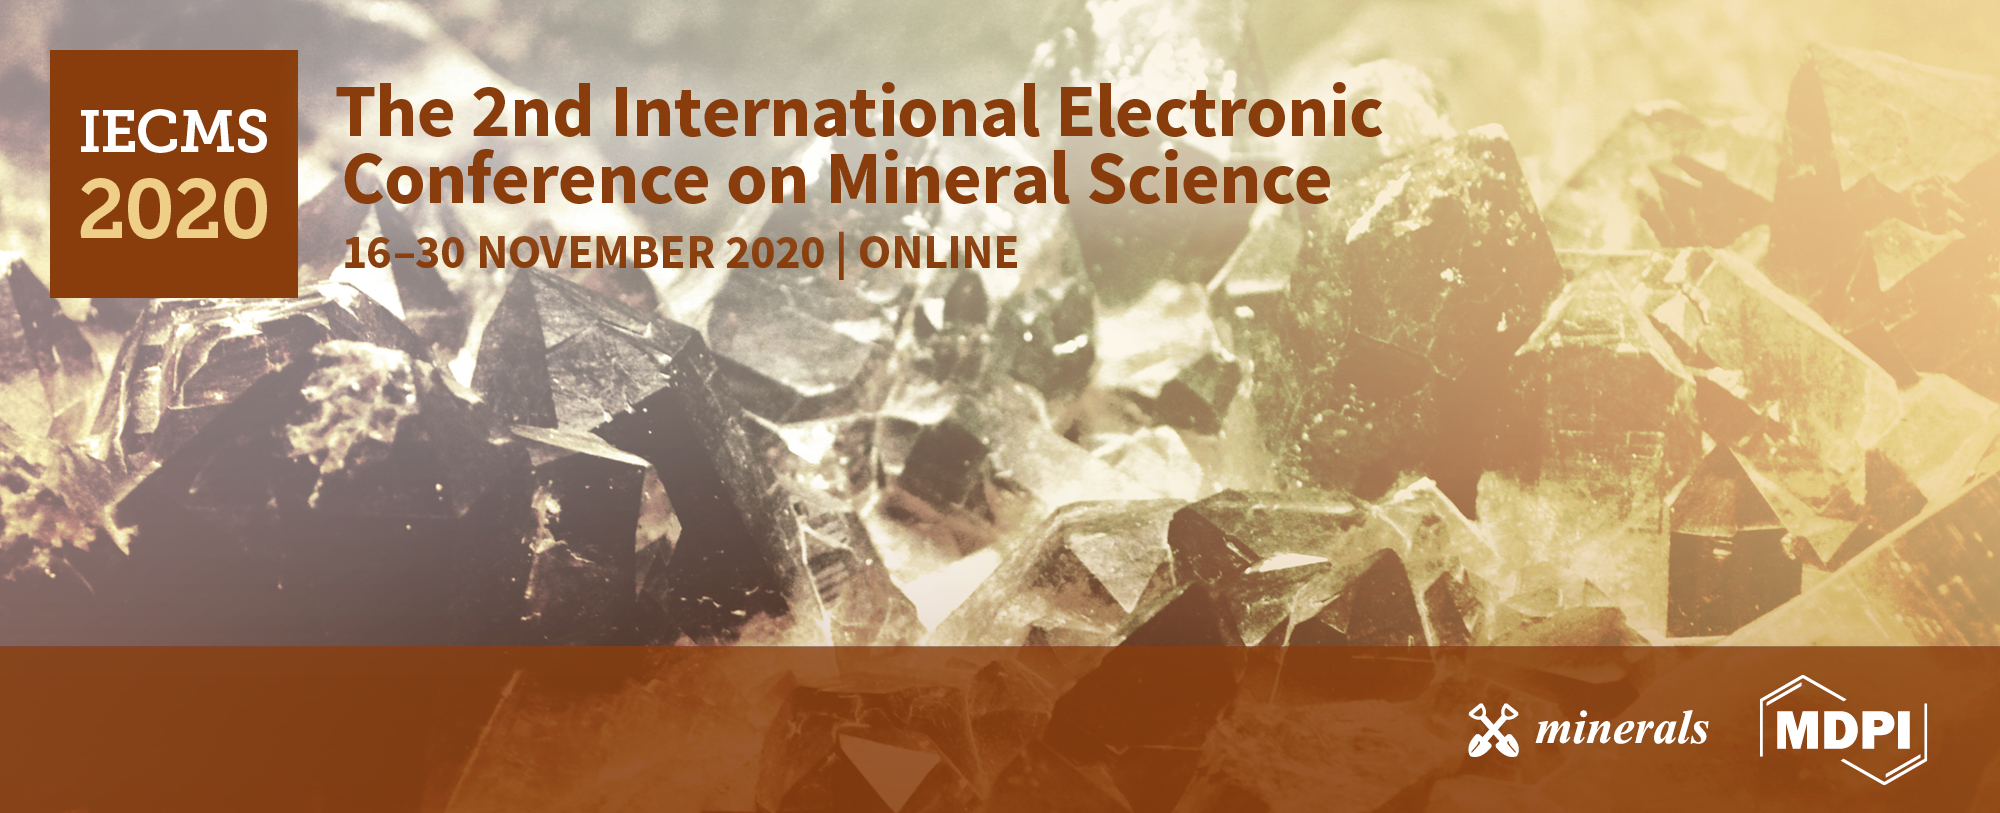 IECMS
2020
The 2nd International Electronic
Conference on Mineral Science
16–30 NOVEMBER 2020 | ONLINE
minerals
MDPI